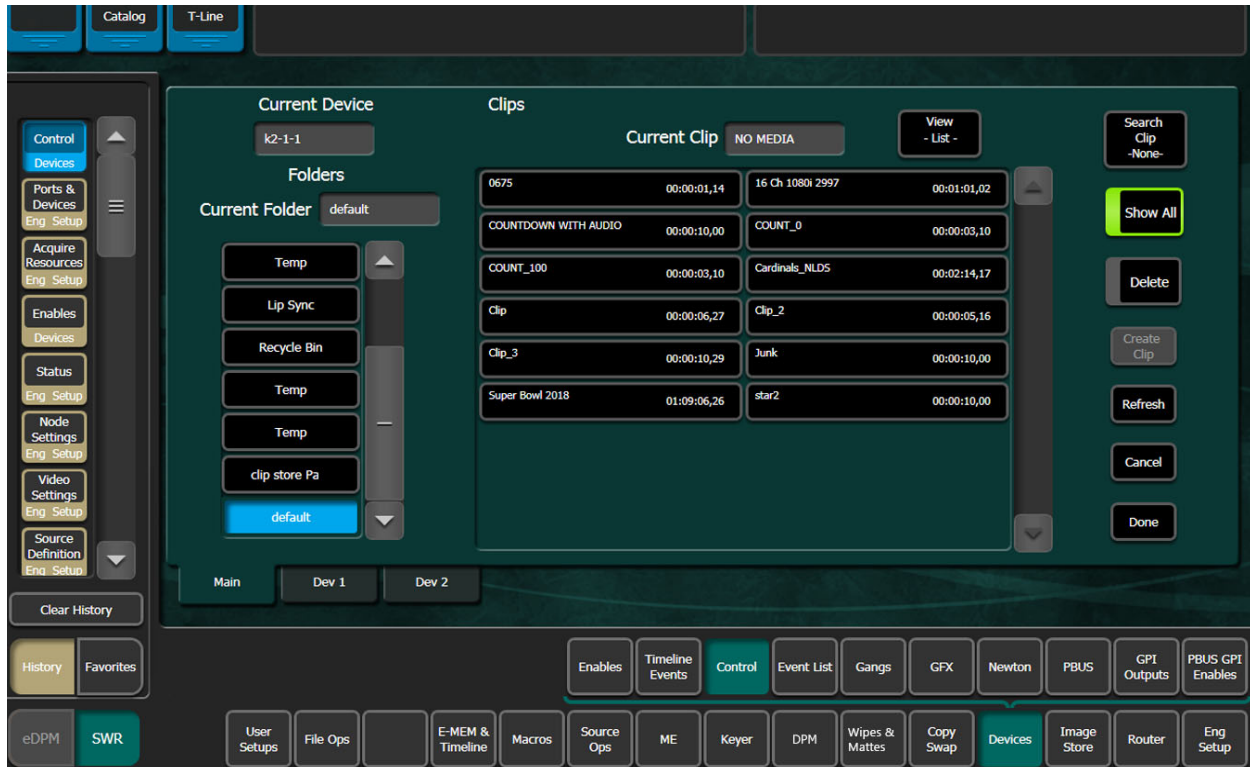 Catalog
T-Line
Control
Devices
Ports &
Devices
Eng Setup
Acquire
Resources
Eng Setup
Enables
Devices
Status
Eng Setup
Node
Settings
Eng Setup
Video
Settings
Eng Setup
Source
Definition
Eng Setup
Clear History
History
Favorites
eDPM
SWR
Current Device
k2-1-1
Folders
Current Folder default
Temp
Lip Sync
Recycle Bin
Temp
Temp
clip store Pa
default
Clips
Current Clip NO MEDIA
View
- List -
0675 00:00:01,14
16 Ch 1080i 2997 00:01:01,02
COUNTDOWN WITH AUDIO 00:00:10,00
COUNT_0 00:00:03,10
COUNT_100 00:00:03,10
Cardinals_NLDS 00:02:14,17
Clip 00:00:06,27
Clip_2 00:00:05,16
Clip_3 00:00:10,29
Junk 00:00:10,00
Super Bowl 2018 01:09:06,26
star2 00:00:10,00
Search
Clip
-None-
Show All
Delete
Create
Clip
Refresh
Cancel
Done
Main
Dev 1
Dev 2
Enables
Timeline
Events
Control
Event List
Gangs
GFX
Newton
PBUS
GPI
Outputs
PBUS GPI
Enables
User
Setups
File Ops
E-MEM &
Timeline
Macros
Source
Ops
ME
Keyer
DPM
Wipes &
Mattes
Copy
Swap
Devices
Image
Store
Router
Eng
Setup